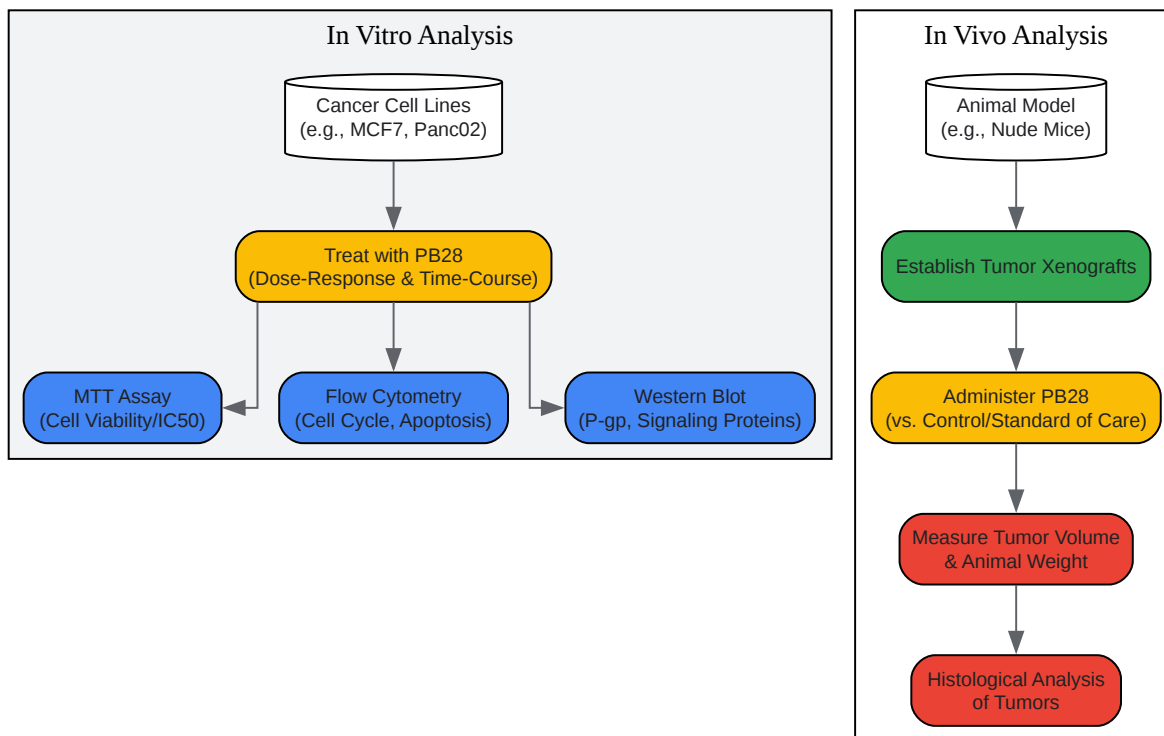 In Vitro Analysis
Cancer Cell Lines
(e.g., MCF7, Panc02)
Treat with PB28
(Dose-Response & Time-Course)
MTT Assay
(Cell Viability/IC50)
Flow Cytometry
(Cell Cycle, Apoptosis)
Western Blot
(P-gp, Signaling Proteins)
In Vivo Analysis
Animal Model
(e.g., Nude Mice)
Establish Tumor Xenografts
Administer PB28
(vs. Control/Standard of Care)
Measure Tumor Volume
& Animal Weight
Histological Analysis
of Tumors